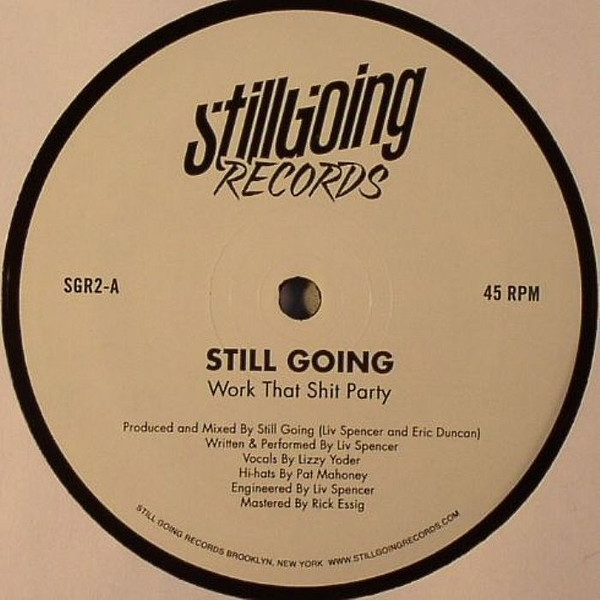 StillGoing
RECORDS
SGR2-A
45 RPM
STILL GOING
Work That Shit Party
Produced and Mixed By Still Going (Liv Spencer and Eric Duncan)
Written & Performed By Liv Spencer
Vocals By Lizzy Yoder
Hi-hats By Pat Mahoney
Engineered By Liv Spencer
Mastered By Rick Essig
STILL GOING RECORDS BROOKLYN, NEW YORK WWW.STILLGOINGRECORDS.COM